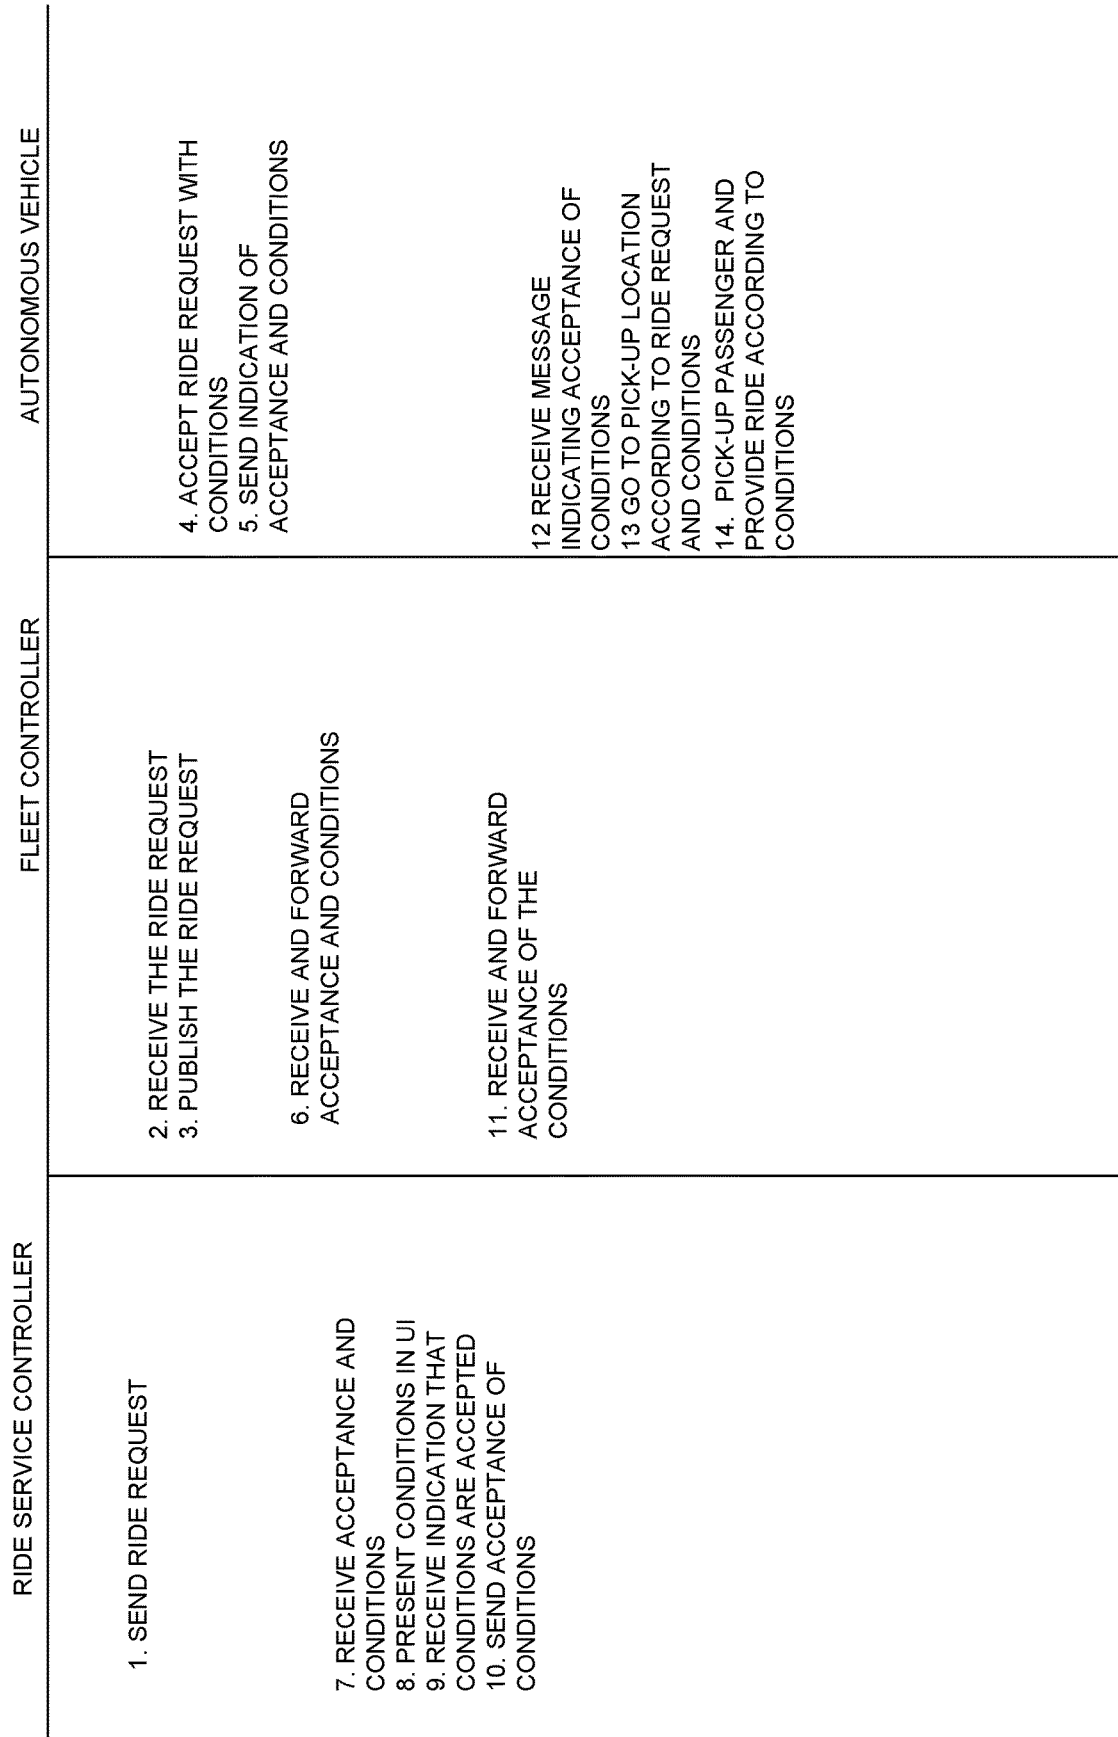 RIDE SERVICE CONTROLLER
FLEET CONTROLLER
AUTONOMOUS VEHICLE
1. SEND RIDE REQUEST
2. RECEIVE THE RIDE REQUEST
3. PUBLISH THE RIDE REQUEST
4. ACCEPT RIDE REQUEST WITH
CONDITIONS
5. SEND INDICATION OF
ACCEPTANCE AND CONDITIONS
6. RECEIVE AND FORWARD
ACCEPTANCE AND CONDITIONS
7. RECEIVE ACCEPTANCE AND
CONDITIONS
8. PRESENT CONDITIONS IN UI
9. RECEIVE INDICATION THAT
CONDITIONS ARE ACCEPTED
10. SEND ACCEPTANCE OF
CONDITIONS
11. RECEIVE AND FORWARD
ACCEPTANCE OF THE
CONDITIONS
12 RECEIVE MESSAGE
INDICATING ACCEPTANCE OF
CONDITIONS
13 GO TO PICK-UP LOCATION
ACCORDING TO RIDE REQUEST
AND CONDITIONS
14. PICK-UP PASSENGER AND
PROVIDE RIDE ACCORDING TO
CONDITIONS